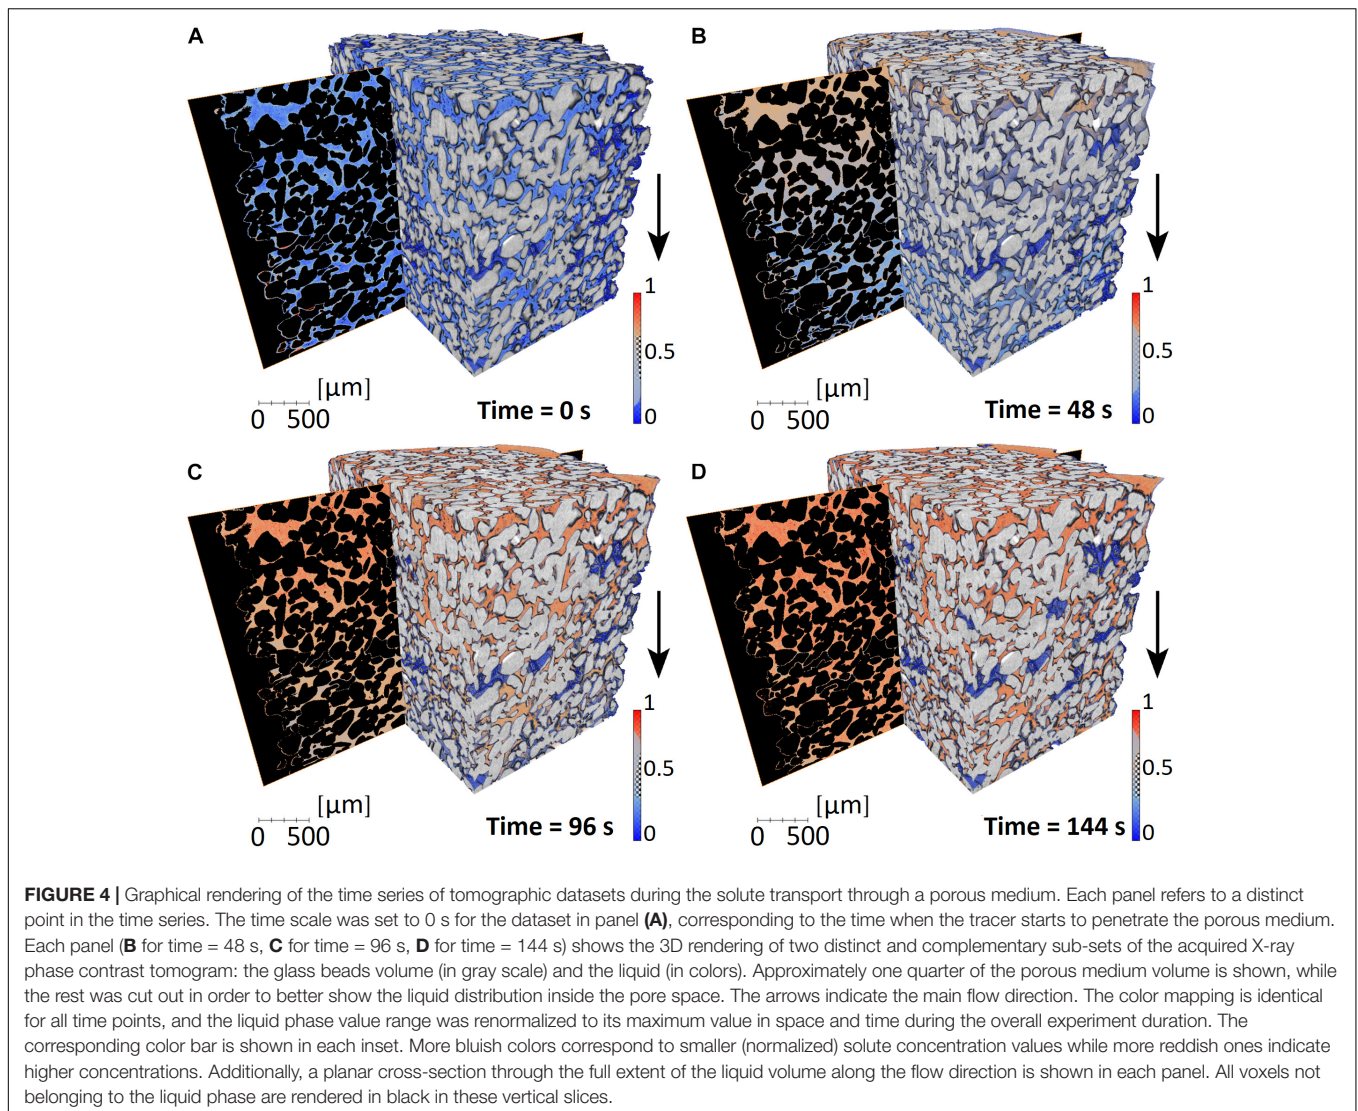 A
B
1
0.5
0
[µm]
0 500
Time = 0 s
1
0.5
0
[µm]
0 500
Time = 48 s
C
D
1
0.5
0
[µm]
0 500
Time = 96 s
1
0.5
0
[µm]
0 500
Time = 144 s
FIGURE 4 | Graphical rendering of the time series of tomographic datasets during the solute transport through a porous medium. Each panel refers to a distinct
point in the time series. The time scale was set to 0 s for the dataset in panel (A), corresponding to the time when the tracer starts to penetrate the porous medium.
Each panel (B for time = 48 s, C for time = 96 s, D for time = 144 s) shows the 3D rendering of two distinct and complementary sub-sets of the acquired X-ray
phase contrast tomogram: the glass beads volume (in gray scale) and the liquid (in colors). Approximately one quarter of the porous medium volume is shown, while
the rest was cut out in order to better show the liquid distribution inside the pore space. The arrows indicate the main flow direction. The color mapping is identical
for all time points, and the liquid phase value range was renormalized to its maximum value in space and time during the overall experiment duration. The
corresponding color bar is shown in each inset. More bluish colors correspond to smaller (normalized) solute concentration values while more reddish ones indicate
higher concentrations. Additionally, a planar cross-section through the full extent of the liquid volume along the flow direction is shown in each panel. All voxels not
belonging to the liquid phase are rendered in black in these vertical slices.